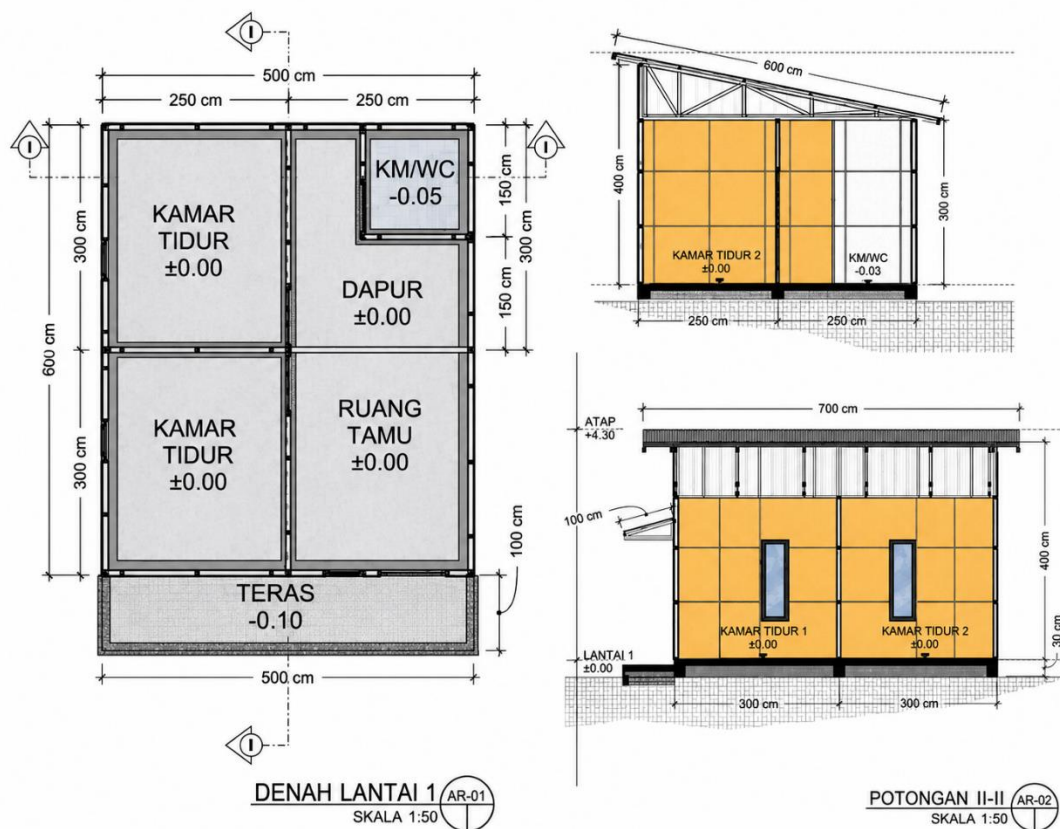 I
500 cm
250 cm
250 cm
I
I
KM/WC
-0.05
150 cm
300 cm
KAMAR
TIDUR
±0.00
300 cm
600 cm
DAPUR
±0.00
150 cm
KAMAR
TIDUR
±0.00
300 cm
RUANG
TAMU
±0.00
100 cm
TERAS
-0.10
500 cm
I
DENAH LANTAI 1
SKALA 1:50
AR-01
600 cm
400 cm
300 cm
KAMAR TIDUR 2
±0.00
KM/WC
-0.03
250 cm
250 cm
700 cm
ATAP
+4.30
100 cm
400 cm
KAMAR TIDUR 1
±0.00
KAMAR TIDUR 2
±0.00
LANTAI 1
±0.00
30 cm
300 cm
300 cm
POTONGAN II-II
SKALA 1:50
AR-02